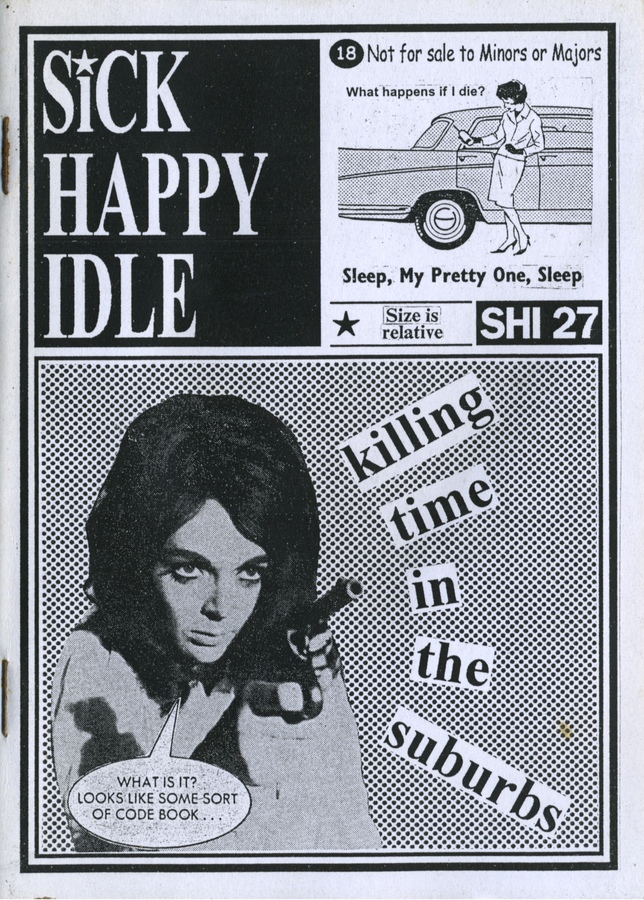 SiCK
HAPPY
IDLE
18 Not for sale to Minors or Majors
What happens if I die?
Sleep, My Pretty One, Sleep
Size is
relative
SHI 27
killing
time
in
the
suburbs
WHAT IS IT?
LOOKS LIKE SOME SORT
OF CODE BOOK . . .